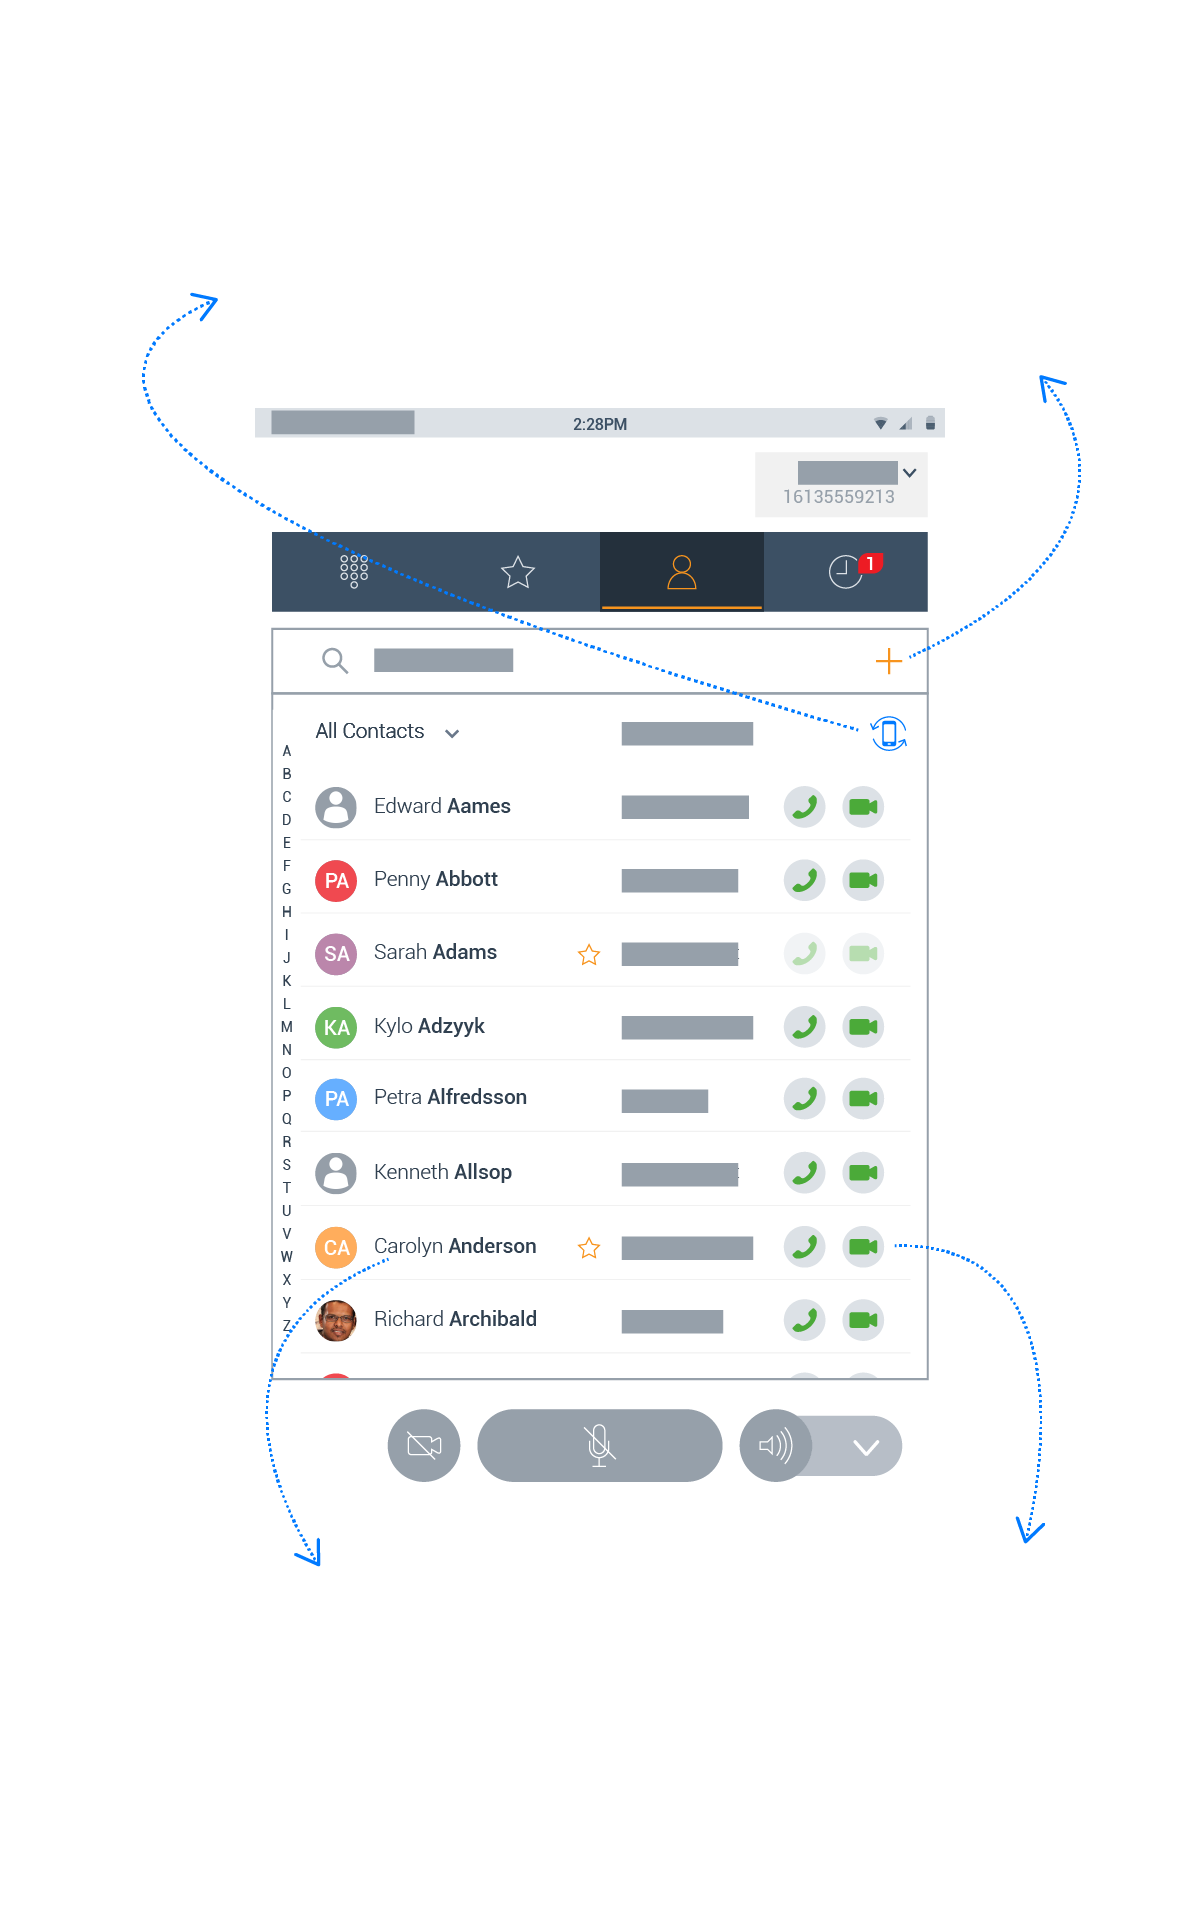 2:28PM
16135559213
1
All Contacts
A
B
C
D
E
F
G
H
I
J
K
L
M
N
O
P
Q
R
S
T
U
V
W
X
Y
Z
Edward Aames
PA Penny Abbott
SA Sarah Adams
KA Kylo Adzyyk
PA Petra Alfredsson
Kenneth Allsop
CA Carolyn Anderson
Richard Archibald